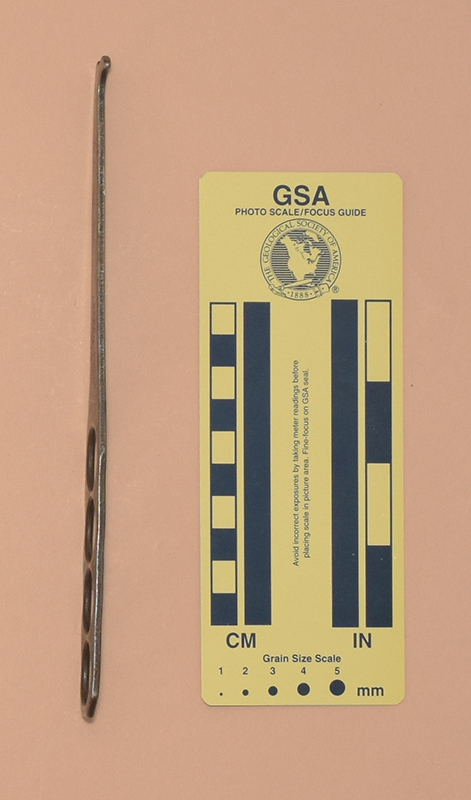 GSA
PHOTO SCALE/FOCUS GUIDE
THE GEOLOGICAL SOCIETY OF AMERICA
· 1888 ·
®
Avoid incorrect exposures by taking meter readings before
placing scale in picture area. Fine-focus on GSA seal.
CM IN
Grain Size Scale
1 2 3 4 5
mm